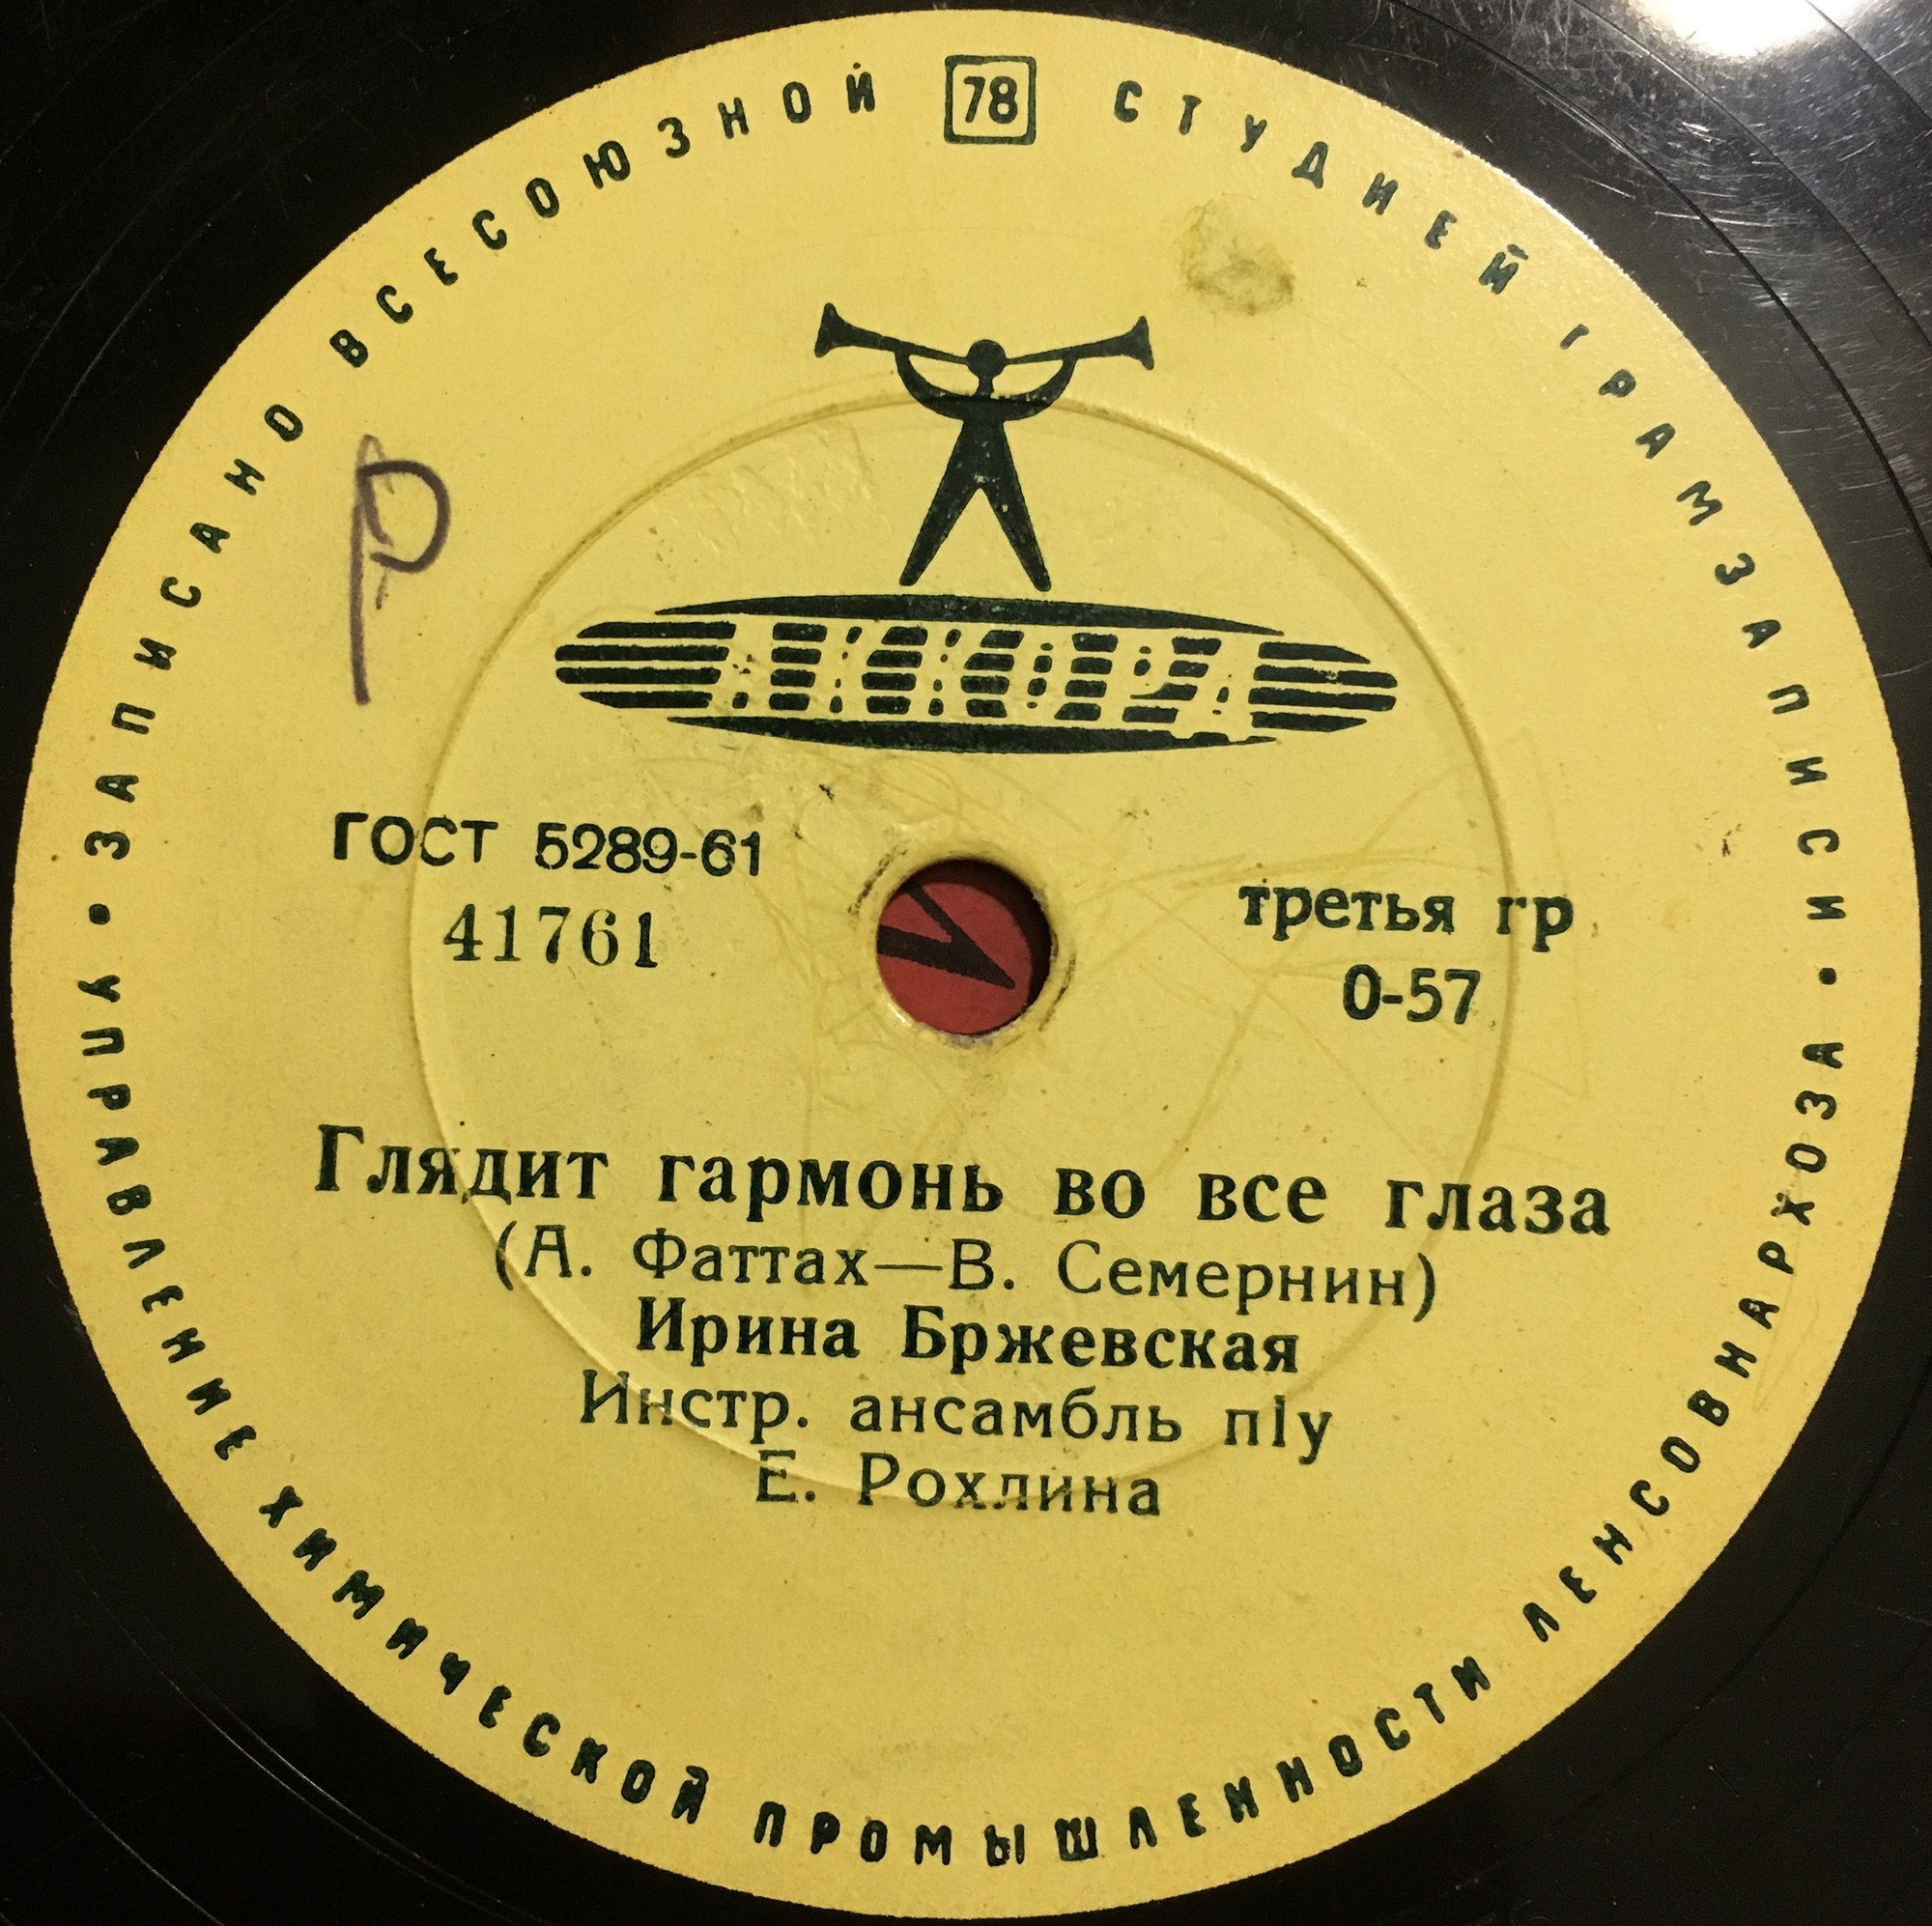 ЗАПИСАНО ВСЕСОЮЗНОЙ 78 СТУДИЕЙ ГРАМЗАПИСИ •
УПРАВЛЕНИЕ ХИМИЧЕСКОЙ ПРОМЫШЛЕННОСТИ ЛЕНСОВНАРХОЗА •
Р
АККОРД
ГОСТ 5289-61
41761
третья гр
0-57
Глядит гармонь во все глаза
(А. Фаттах—В. Семернин)
Ирина Бржевская
Инстр. ансамбль п/у
Е. Рохлина